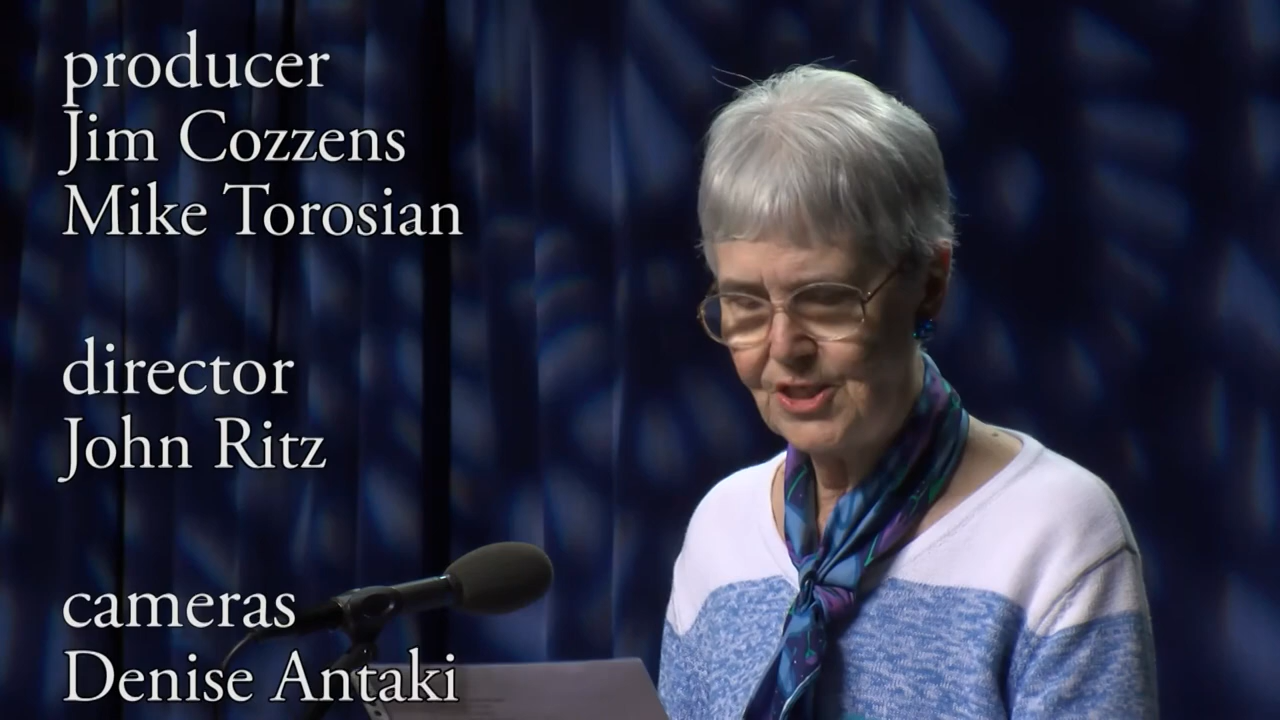 producer
Jim Cozzens
Mike Torosian
director
John Ritz
cameras
Denise Antaki